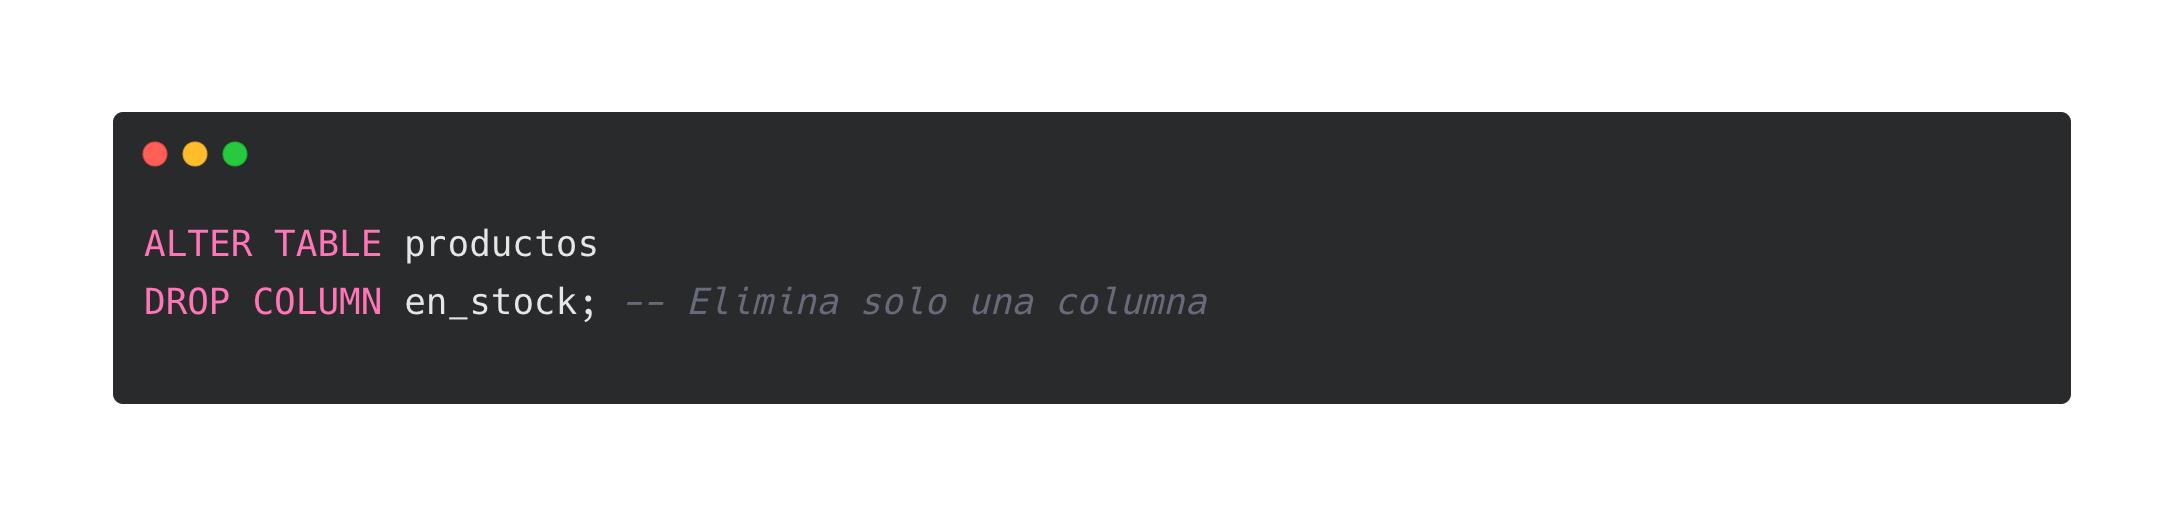 ALTER TABLE productos
DROP COLUMN en_stock; -- Elimina solo una columna